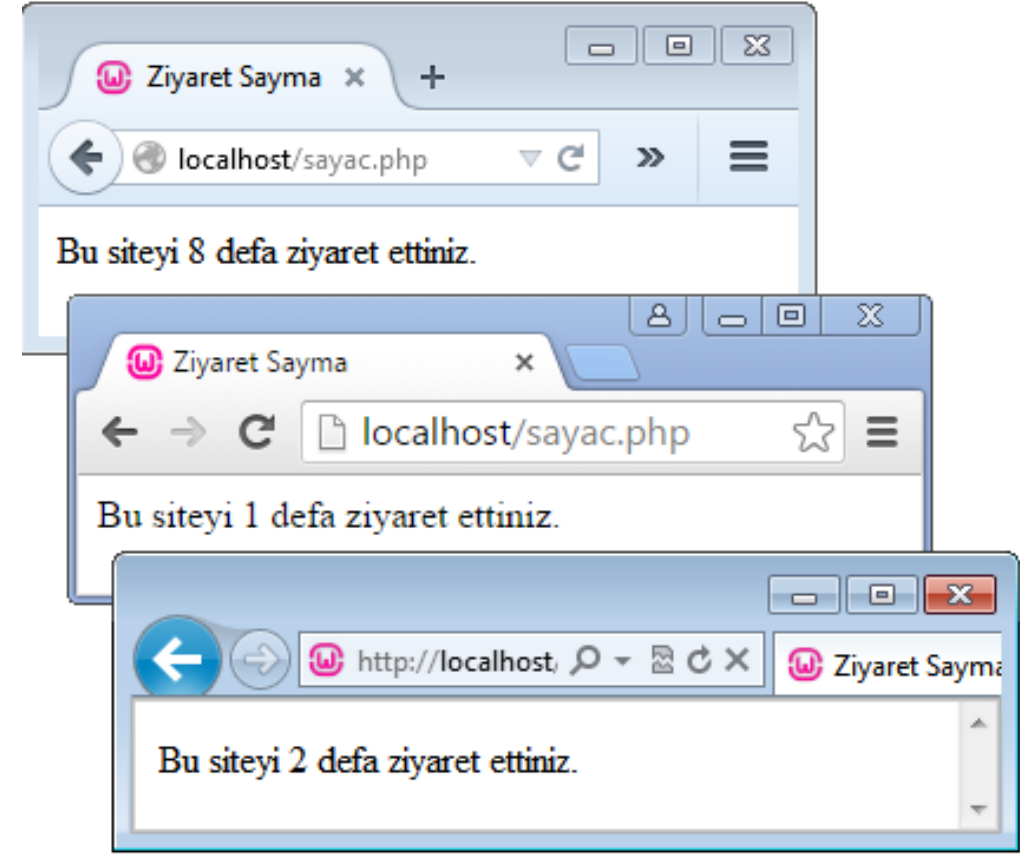 Ziyaret Sayma
localhost/sayac.php
Bu siteyi 8 defa ziyaret ettiniz.
Ziyaret Sayma
localhost/sayac.php
Bu siteyi 1 defa ziyaret ettiniz.
http://localhost/ Ziyaret Sayma
Bu siteyi 2 defa ziyaret ettiniz.